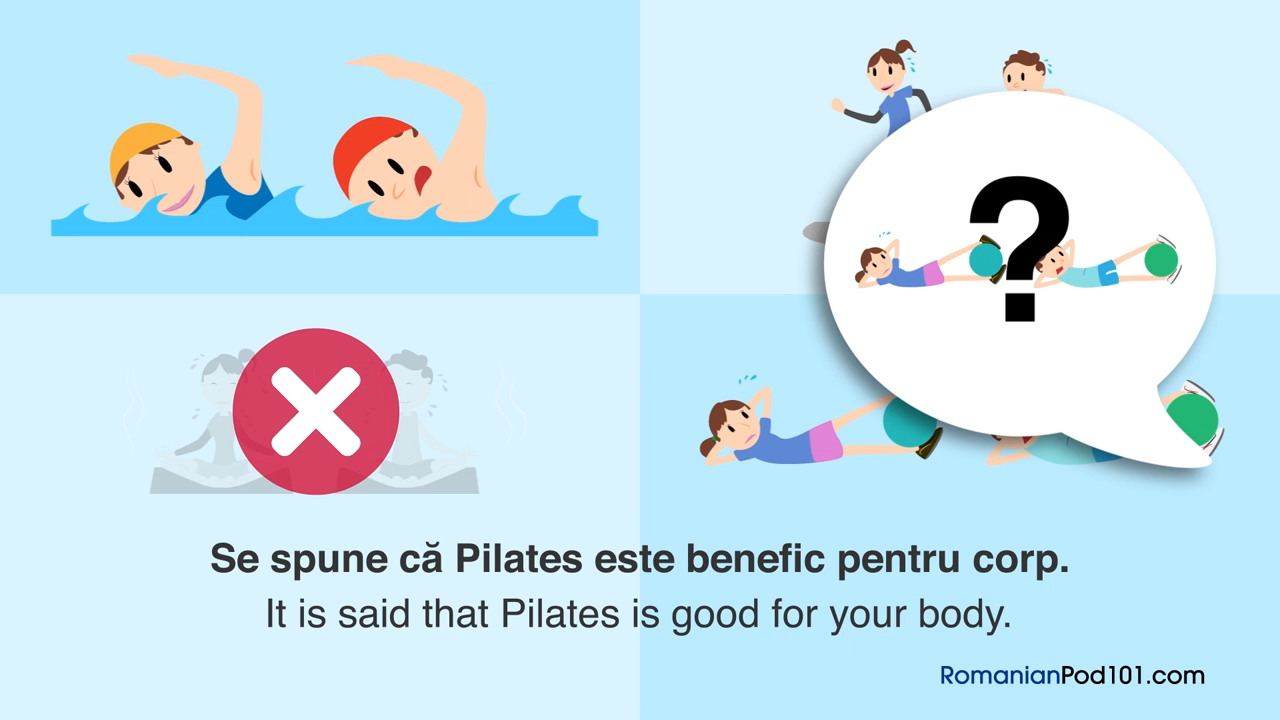 ?
Se spune că Pilates este benefic pentru corp.
It is said that Pilates is good for your body.
RomanianPod101.com